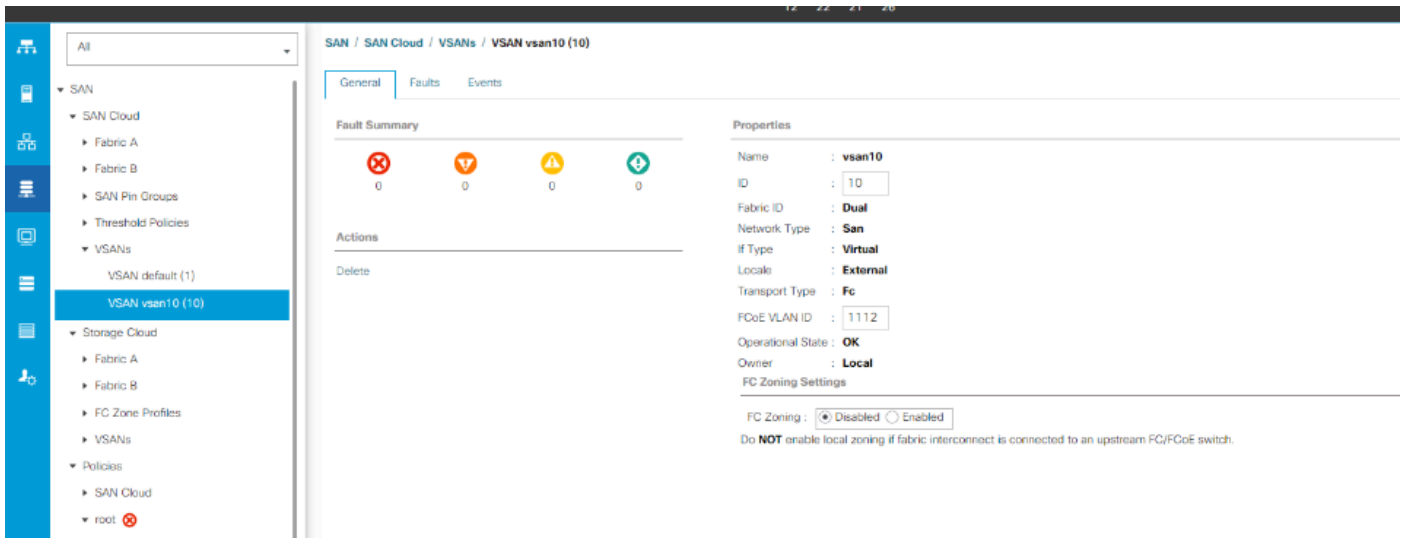 12 22 21 26
All
SAN / SAN Cloud / VSANs / VSAN vsan10 (10)
General Faults Events
SAN
SAN Cloud
Fabric A
Fabric B
SAN Pin Groups
Threshold Policies
VSANs
VSAN default (1)
VSAN vsan10 (10)
Storage Cloud
Fabric A
Fabric B
FC Zone Profiles
VSANs
Policies
SAN Cloud
root
Fault Summary
0 0 0 0
Actions
Delete
Properties
Name : vsan10
ID : 10
Fabric ID : Dual
Network Type : San
If Type : Virtual
Locale : External
Transport Type : Fc
FCoE VLAN ID : 1112
Operational State : OK
Owner : Local
FC Zoning Settings
FC Zoning : Disabled Enabled
Do NOT enable local zoning if fabric interconnect is connected to an upstream FC/FCoE switch.